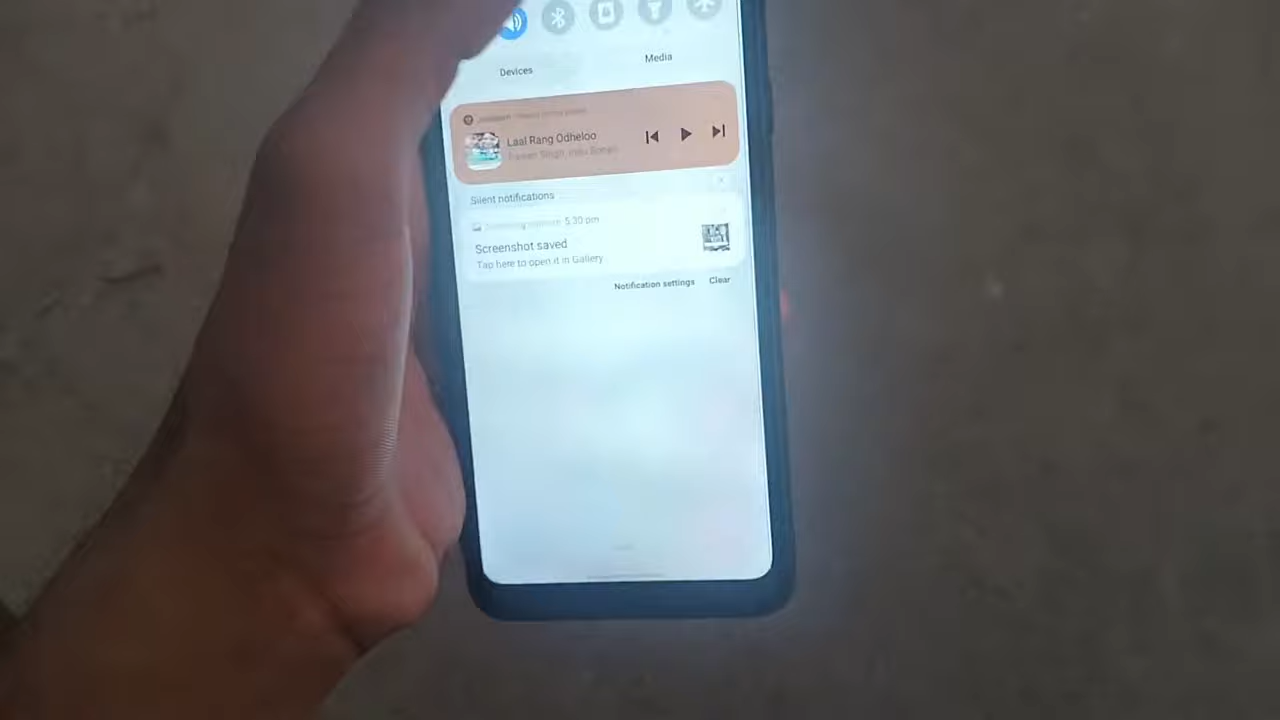 Devices
Media
Laal Rang Odheloo
Silent notifications
5:30 pm
Screenshot saved
Tap here to open it in Gallery
Notification settings
Clear